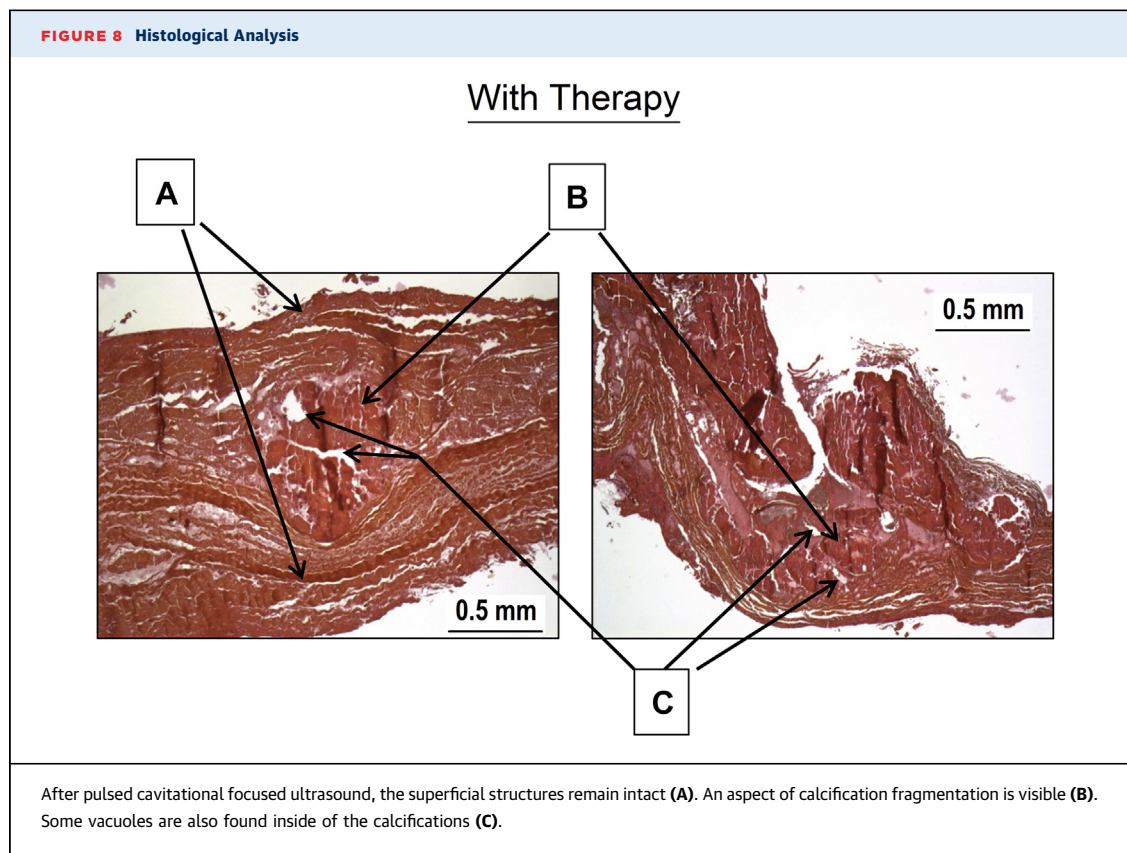 FIGURE 8 Histological Analysis
With Therapy
A
B
0.5 mm
0.5 mm
C
After pulsed cavitational focused ultrasound, the superficial structures remain intact (A). An aspect of calcification fragmentation is visible (B).
Some vacuoles are also found inside of the calcifications (C).